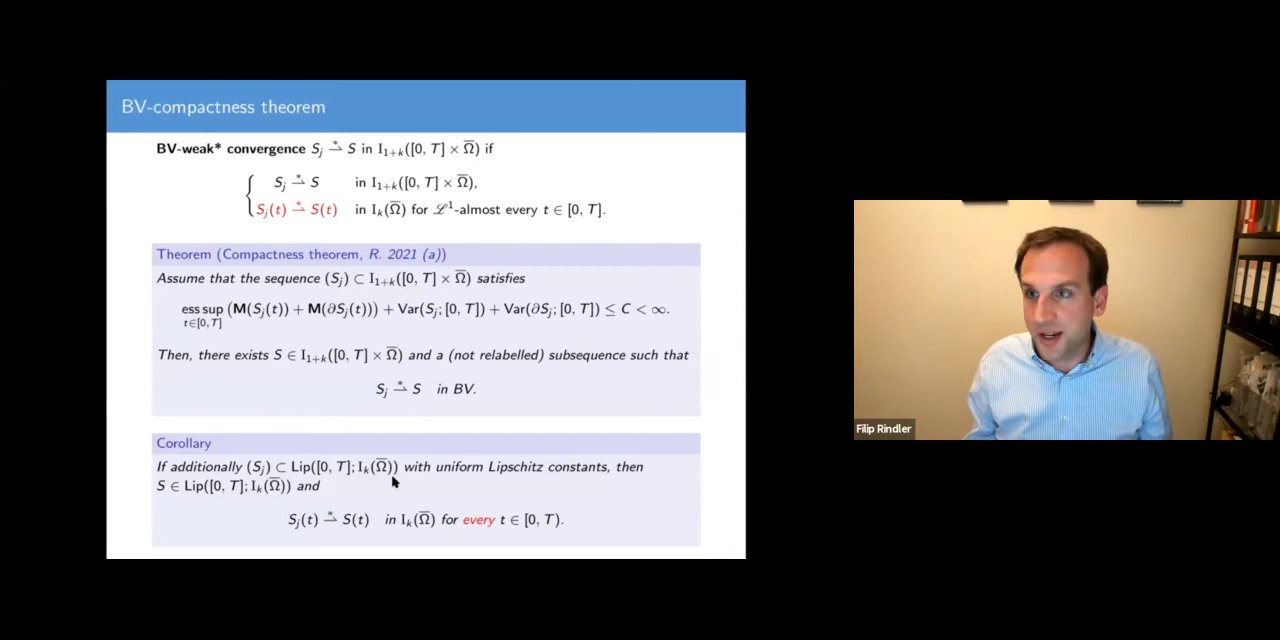 BV-compactness theorem
BV-weak* convergence S_j ⇀* S in I_{1+k}([0, T] × Ω̅) if
S_j ⇀* S in I_{1+k}([0, T] × Ω̅),
S_j(t) ⇀* S(t) in I_k(Ω̅) for ℒ^1-almost every t ∈ [0, T].
Theorem (Compactness theorem, R. 2021 (a))
Assume that the sequence (S_j) ⊂ I_{1+k}([0, T] × Ω̅) satisfies
ess sup_{t∈[0,T]} (M(S_j(t)) + M(∂S_j(t))) + Var(S_j; [0, T]) + Var(∂S_j; [0, T]) ≤ C < ∞.
Then, there exists S ∈ I_{1+k}([0, T] × Ω̅) and a (not relabelled) subsequence such that
S_j ⇀* S in BV.
Corollary
If additionally (S_j) ⊂ Lip([0, T]; I_k(Ω̅)) with uniform Lipschitz constants, then
S ∈ Lip([0, T]; I_k(Ω̅)) and
S_j(t) ⇀* S(t) in I_k(Ω̅) for every t ∈ [0, T).
Filip Rindler